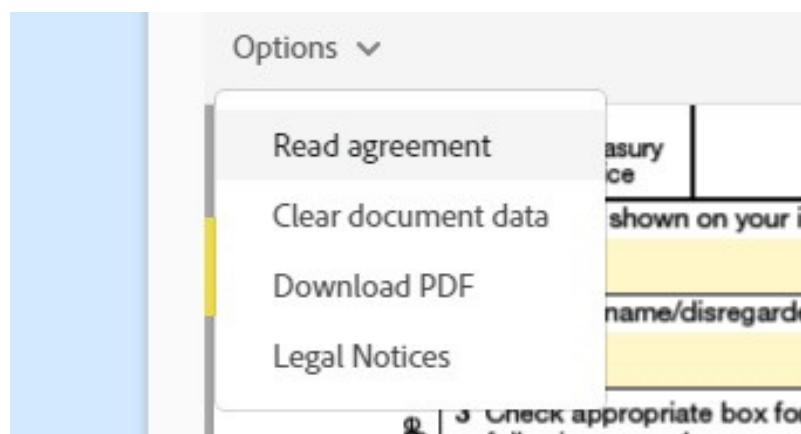 Options
Read agreement
asury
ce
Clear document data
shown on your i
Download PDF
name/disregarde
Legal Notices
3 Check appropriate box for